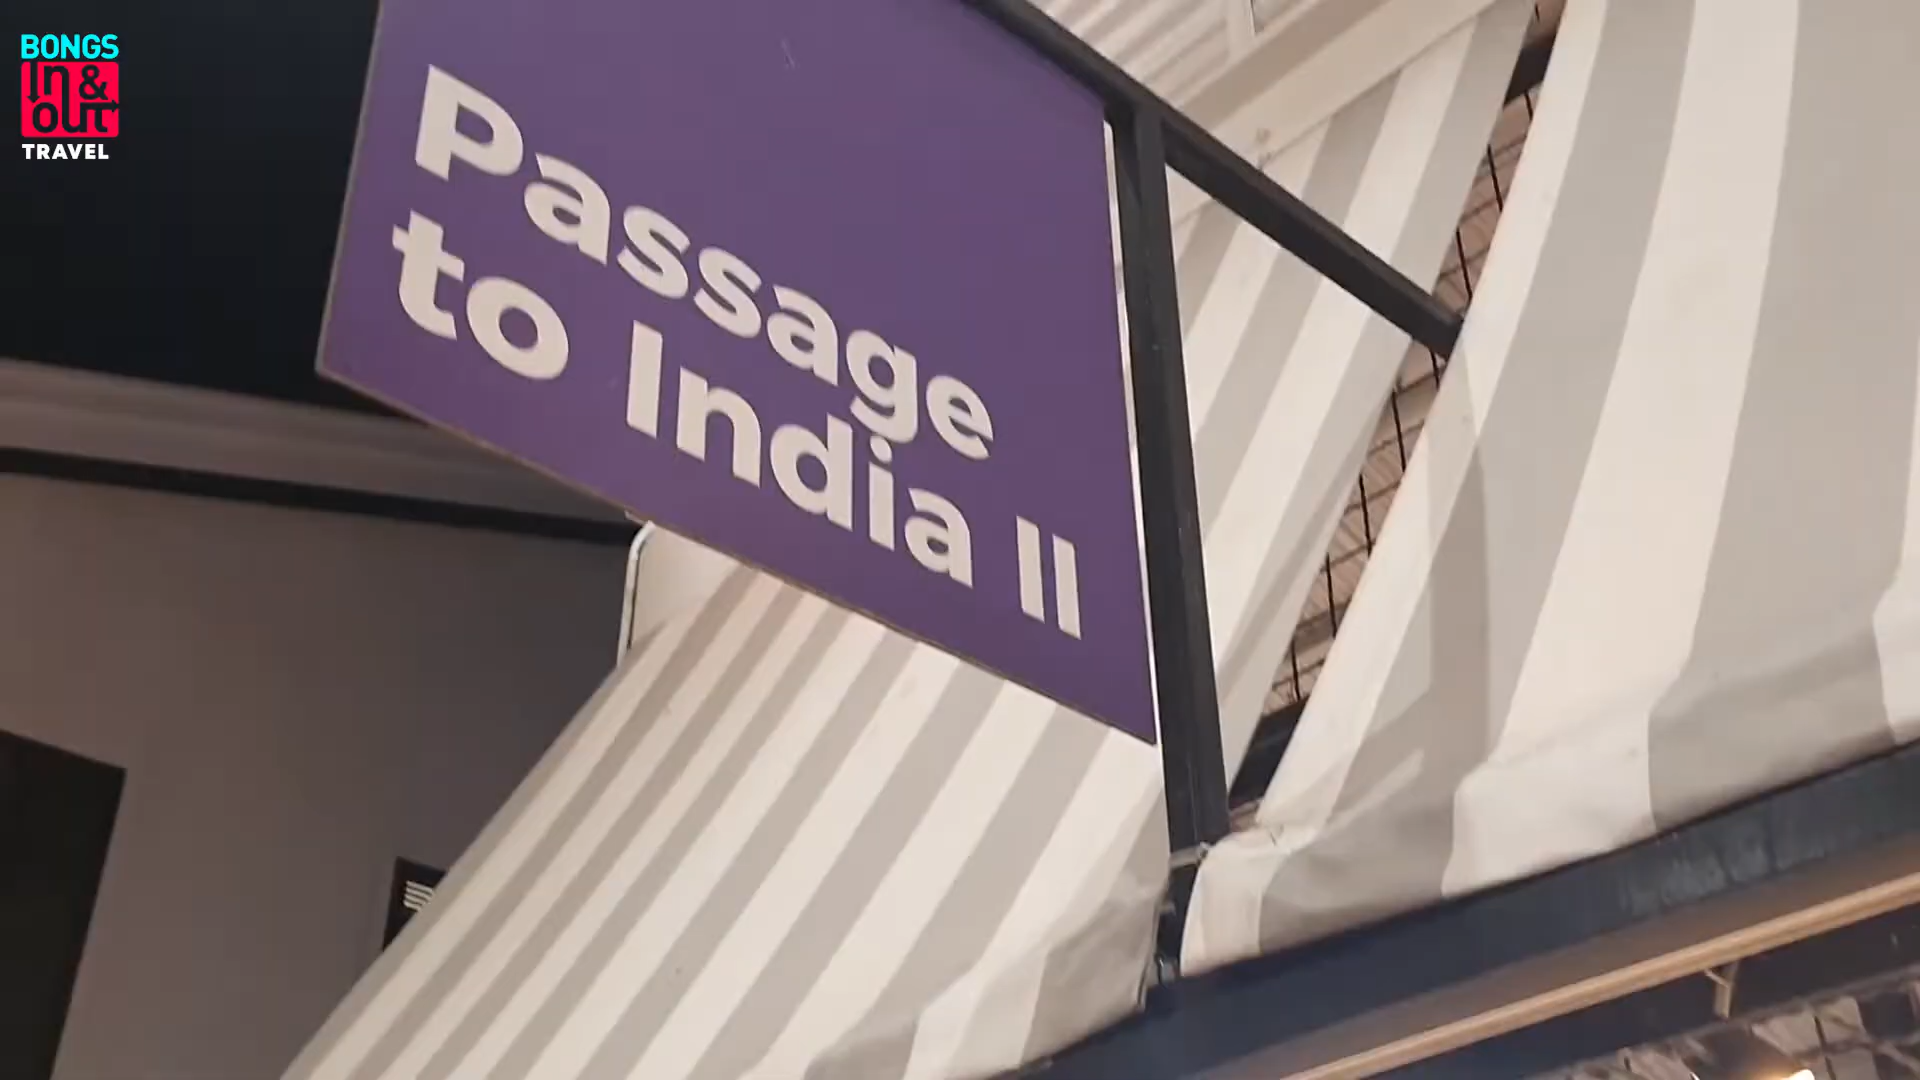 BONGS
In &
out
TRAVEL
Passage
to India II